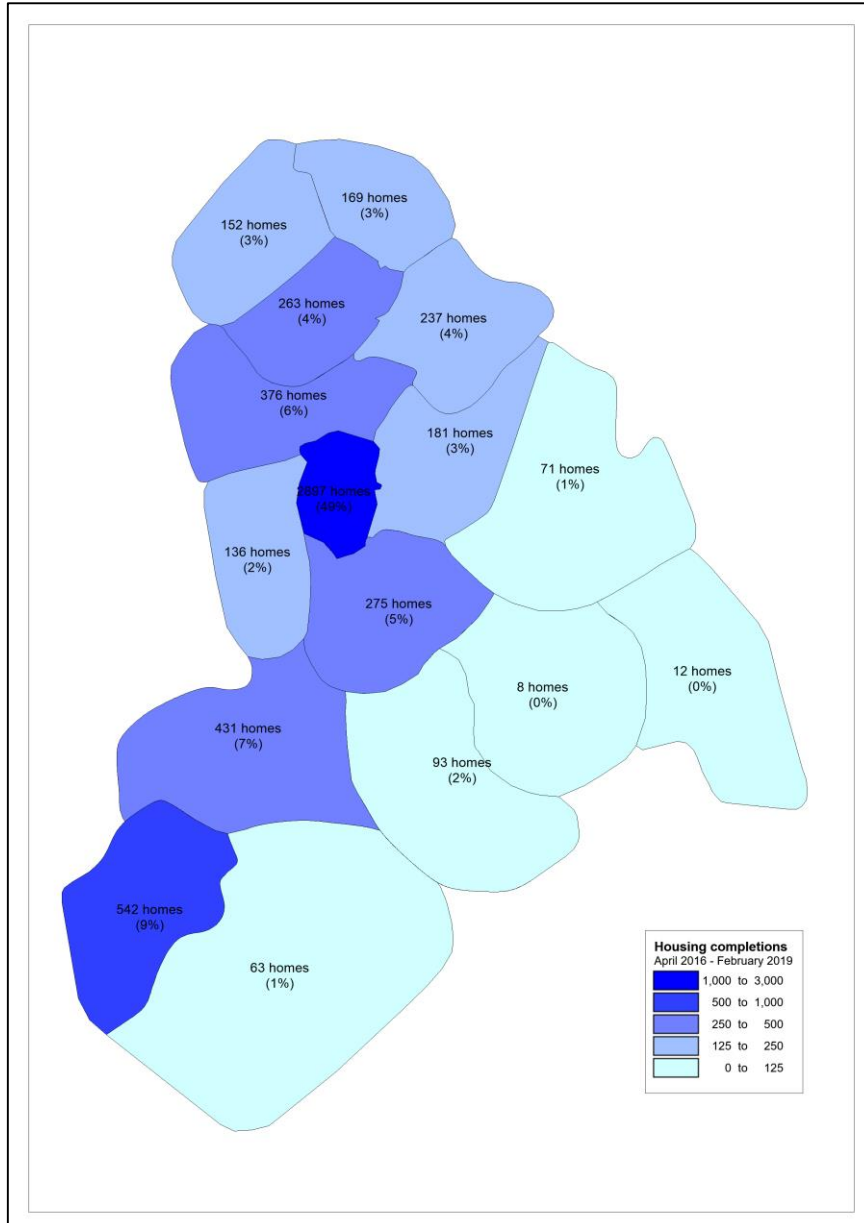 169 homes
(3%)
152 homes
(3%)
263 homes
(4%)
237 homes
(4%)
376 homes
(6%)
181 homes
(3%)
71 homes
(1%)
2897 homes
(49%)
136 homes
(2%)
275 homes
(5%)
8 homes
(0%)
12 homes
(0%)
431 homes
(7%)
93 homes
(2%)
542 homes
(9%)
63 homes
(1%)
Housing completions
April 2016 - February 2019
1,000 to 3,000
500 to 1,000
250 to 500
125 to 250
0 to 125